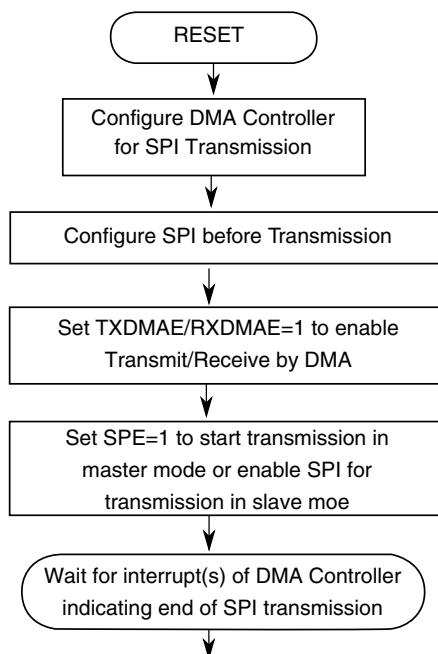 RESET
Configure DMA Controller
for SPI Transmission
Configure SPI before Transmission
Set TXDMAE/RXDMAE=1 to enable
Transmit/Receive by DMA
Set SPE=1 to start transmission in
master mode or enable SPI for
transmission in slave moe
Wait for interrupt(s) of DMA Controller
indicating end of SPI transmission